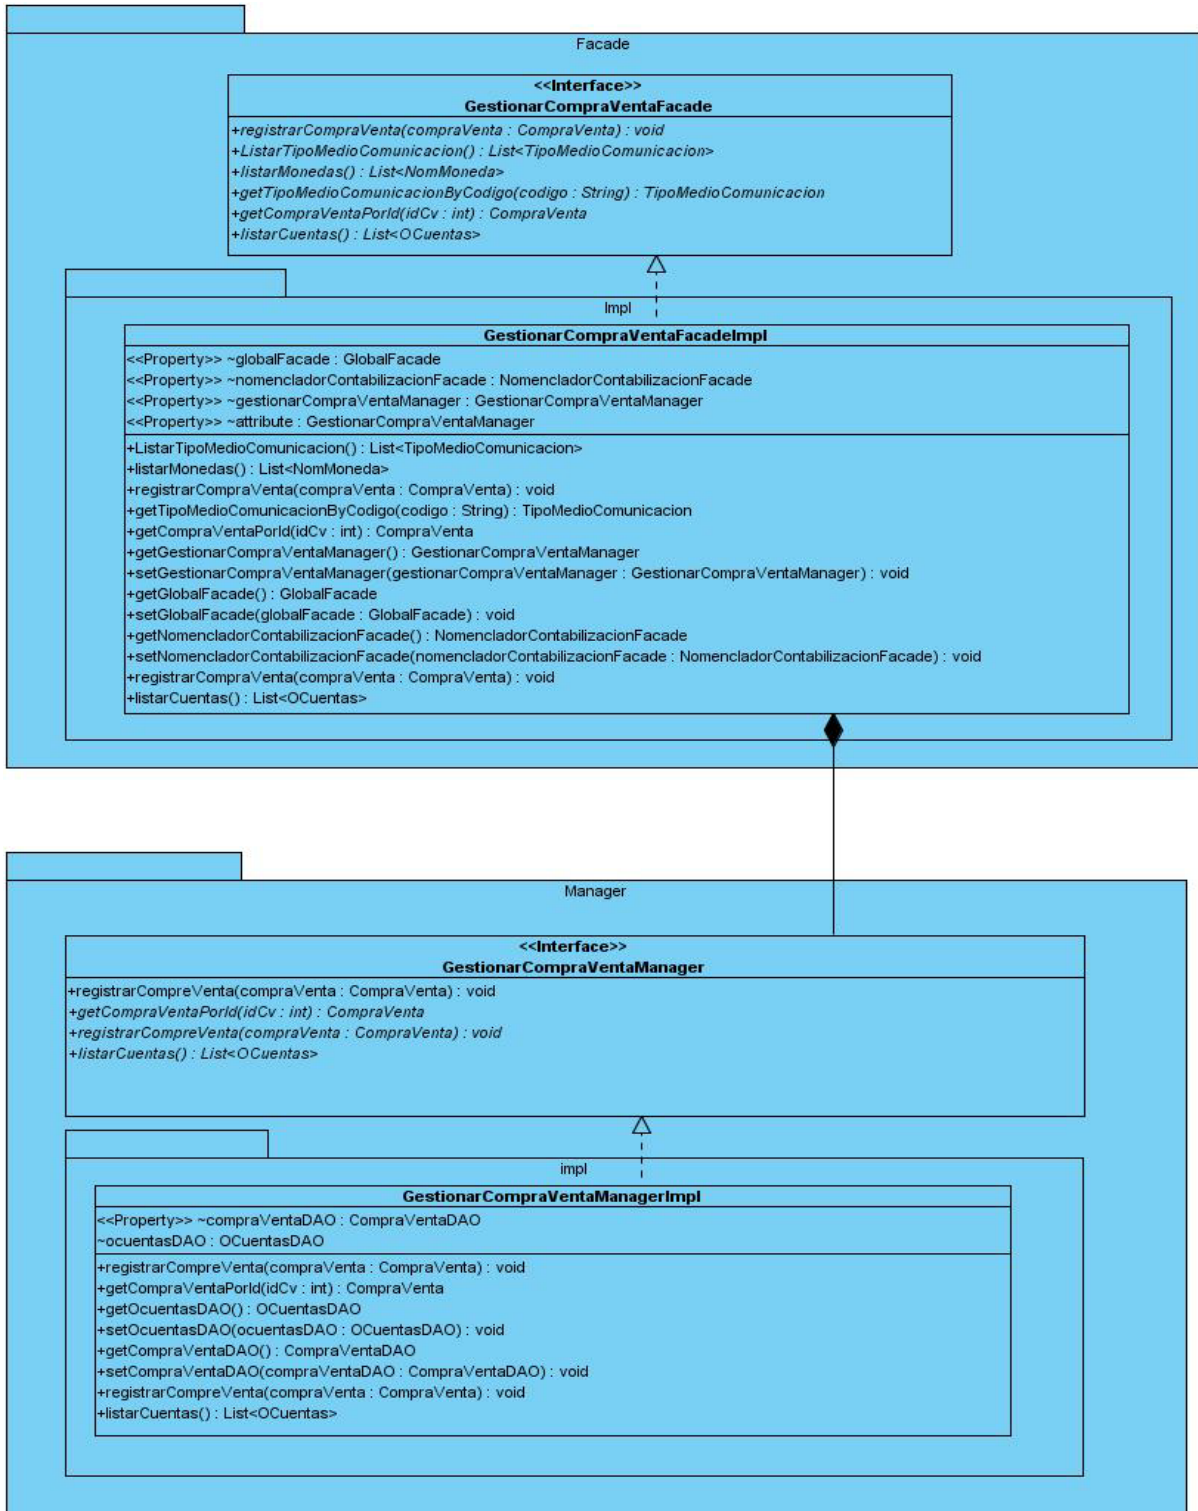 Facade
<<Interface>>
GestionarCompraVentaFacade
+registrarCompraVenta(compraVenta : CompraVenta) : void
+ListarTipoMedioComunicacion() : List<TipoMedioComunicacion>
+listarMonedas() : List<NomMoneda>
+getTipoMedioComunicacionByCodigo(codigo : String) : TipoMedioComunicacion
+getCompraVentaPorId(idCv : int) : CompraVenta
+listarCuentas() : List<OCuentas>
Impl
GestionarCompraVentaFacadeImpl
<<Property>> ~globalFacade : GlobalFacade
<<Property>> ~nomencladorContabilizacionFacade : NomencladorContabilizacionFacade
<<Property>> ~gestionarCompraVentaManager : GestionarCompraVentaManager
<<Property>> ~attribute : GestionarCompraVentaManager
+ListarTipoMedioComunicacion() : List<TipoMedioComunicacion>
+listarMonedas() : List<NomMoneda>
+registrarCompraVenta(compraVenta : CompraVenta) : void
+getTipoMedioComunicacionByCodigo(codigo : String) : TipoMedioComunicacion
+getCompraVentaPorId(idCv : int) : CompraVenta
+getGestionarCompraVentaManager() : GestionarCompraVentaManager
+setGestionarCompraVentaManager(gestionarCompraVentaManager : GestionarCompraVentaManager) : void
+getGlobalFacade() : GlobalFacade
+setGlobalFacade(globalFacade : GlobalFacade) : void
+getNomencladorContabilizacionFacade() : NomencladorContabilizacionFacade
+setNomencladorContabilizacionFacade(nomencladorContabilizacionFacade : NomencladorContabilizacionFacade) : void
+registrarCompraVenta(compraVenta : CompraVenta) : void
+listarCuentas() : List<OCuentas>
Manager
<<Interface>>
GestionarCompraVentaManager
+registrarCompreVenta(compraVenta : CompraVenta) : void
+getCompraVentaPorId(idCv : int) : CompraVenta
+registrarCompreVenta(compraVenta : CompraVenta) : void
+listarCuentas() : List<OCuentas>
impl
GestionarCompraVentaManagerImpl
<<Property>> ~compraVentaDAO : CompraVentaDAO
~ocuentasDAO : OCuentasDAO
+registrarCompreVenta(compraVenta : CompraVenta) : void
+getCompraVentaPorId(idCv : int) : CompraVenta
+getOcuentasDAO() : OCuentasDAO
+setOcuentasDAO(ocuentasDAO : OCuentasDAO) : void
+getCompraVentaDAO() : CompraVentaDAO
+setCompraVentaDAO(compraVentaDAO : CompraVentaDAO) : void
+registrarCompreVenta(compraVenta : CompraVenta) : void
+listarCuentas() : List<OCuentas>